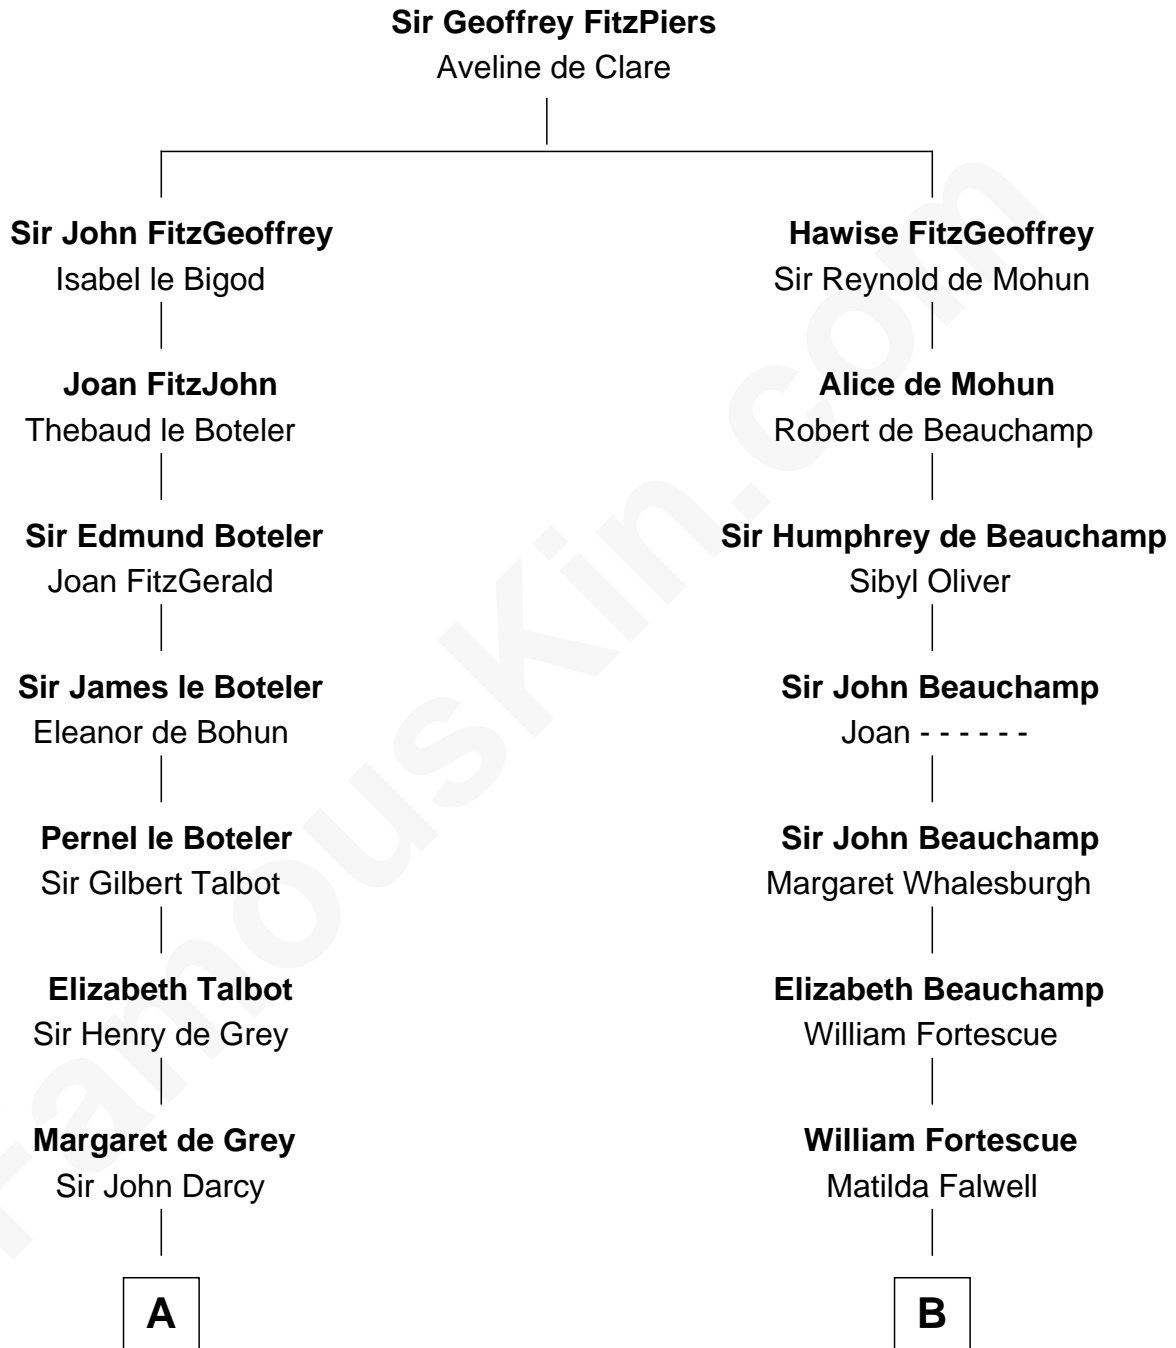 Sir Geoffrey FitzPiers
Aveline de Clare
Sir John FitzGeoffrey
Isabel le Bigod
Hawise FitzGeoffrey
Sir Reynold de Mohun
Joan FitzJohn
Thebaud le Boteler
Alice de Mohun
Robert de Beauchamp
Sir Edmund Boteler
Joan FitzGerald
Sir Humphrey de Beauchamp
Sibyl Oliver
Sir James le Boteler
Eleanor de Bohun
Sir John Beauchamp
Joan - - - - - -
Pernel le Boteler
Sir Gilbert Talbot
Sir John Beauchamp
Margaret Whalesburgh
Elizabeth Talbot
Sir Henry de Grey
Elizabeth Beauchamp
William Fortescue
Margaret de Grey
Sir John Darcy
William Fortescue
Matilda Falwell
A
B
FamousKin.com